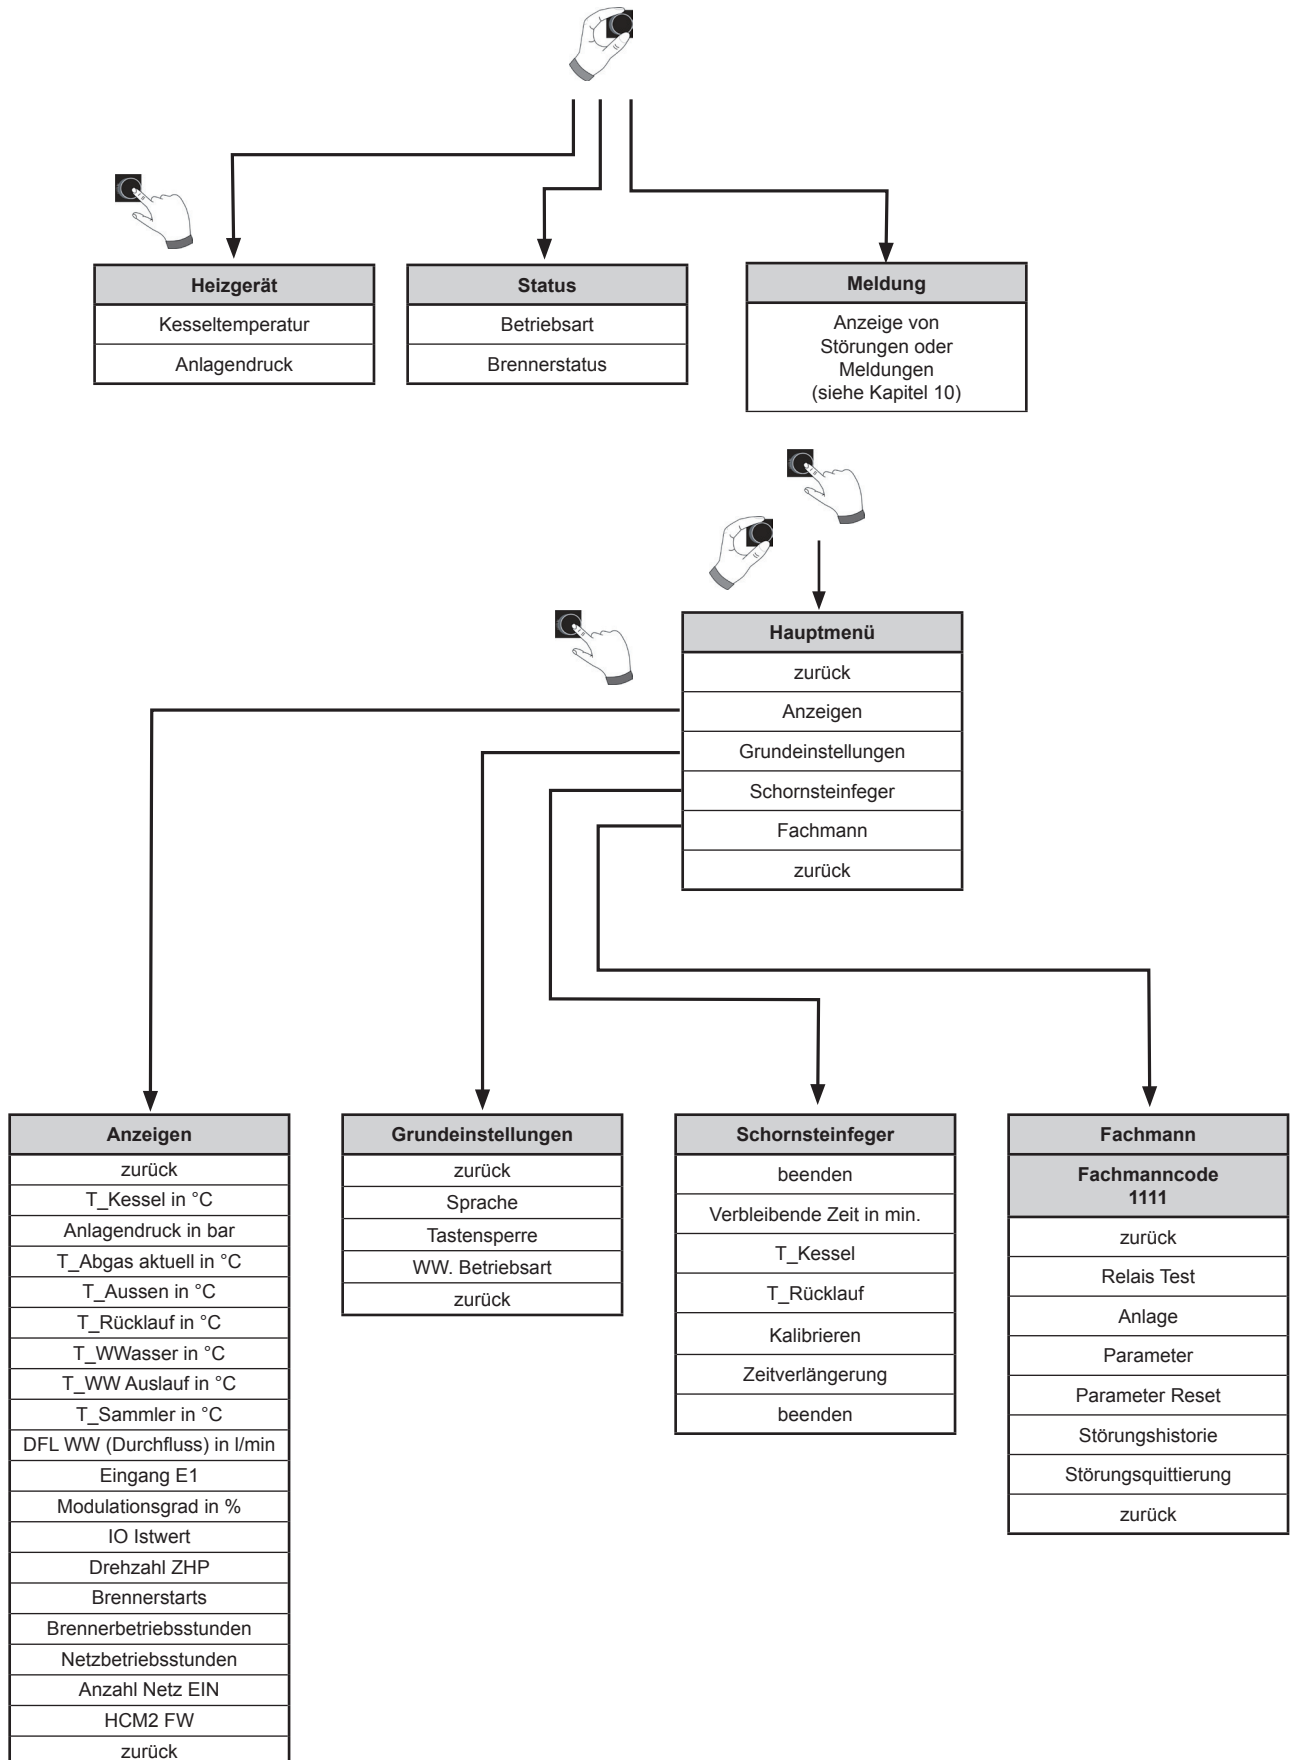 Heizgerät
Kesseltemperatur
Anlagendruck
Status
Betriebsart
Brennerstatus
Meldung
Anzeige von
Störungen oder
Meldungen
(siehe Kapitel 10)
Hauptmenü
zurück
Anzeigen
Grundeinstellungen
Schornsteinfeger
Fachmann
zurück
Anzeigen
zurück
T_Kessel in °C
Anlagendruck in bar
T_Abgas aktuell in °C
T_Aussen in °C
T_Rücklauf in °C
T_WWasser in °C
T_WW Auslauf in °C
T_Sammler in °C
DFL WW (Durchfluss) in l/min
Eingang E1
Modulationsgrad in %
IO Istwert
Drehzahl ZHP
Brennerstarts
Brennerbetriebsstunden
Netzbetriebsstunden
Anzahl Netz EIN
HCM2 FW
zurück
Grundeinstellungen
zurück
Sprache
Tastensperre
WW. Betriebsart
zurück
Schornsteinfeger
beenden
Verbleibende Zeit in min.
T_Kessel
T_Rücklauf
Kalibrieren
Zeitverlängerung
beenden
Fachmann
Fachmanncode
1111
zurück
Relais Test
Anlage
Parameter
Parameter Reset
Störungshistorie
Störungsquittierung
zurück